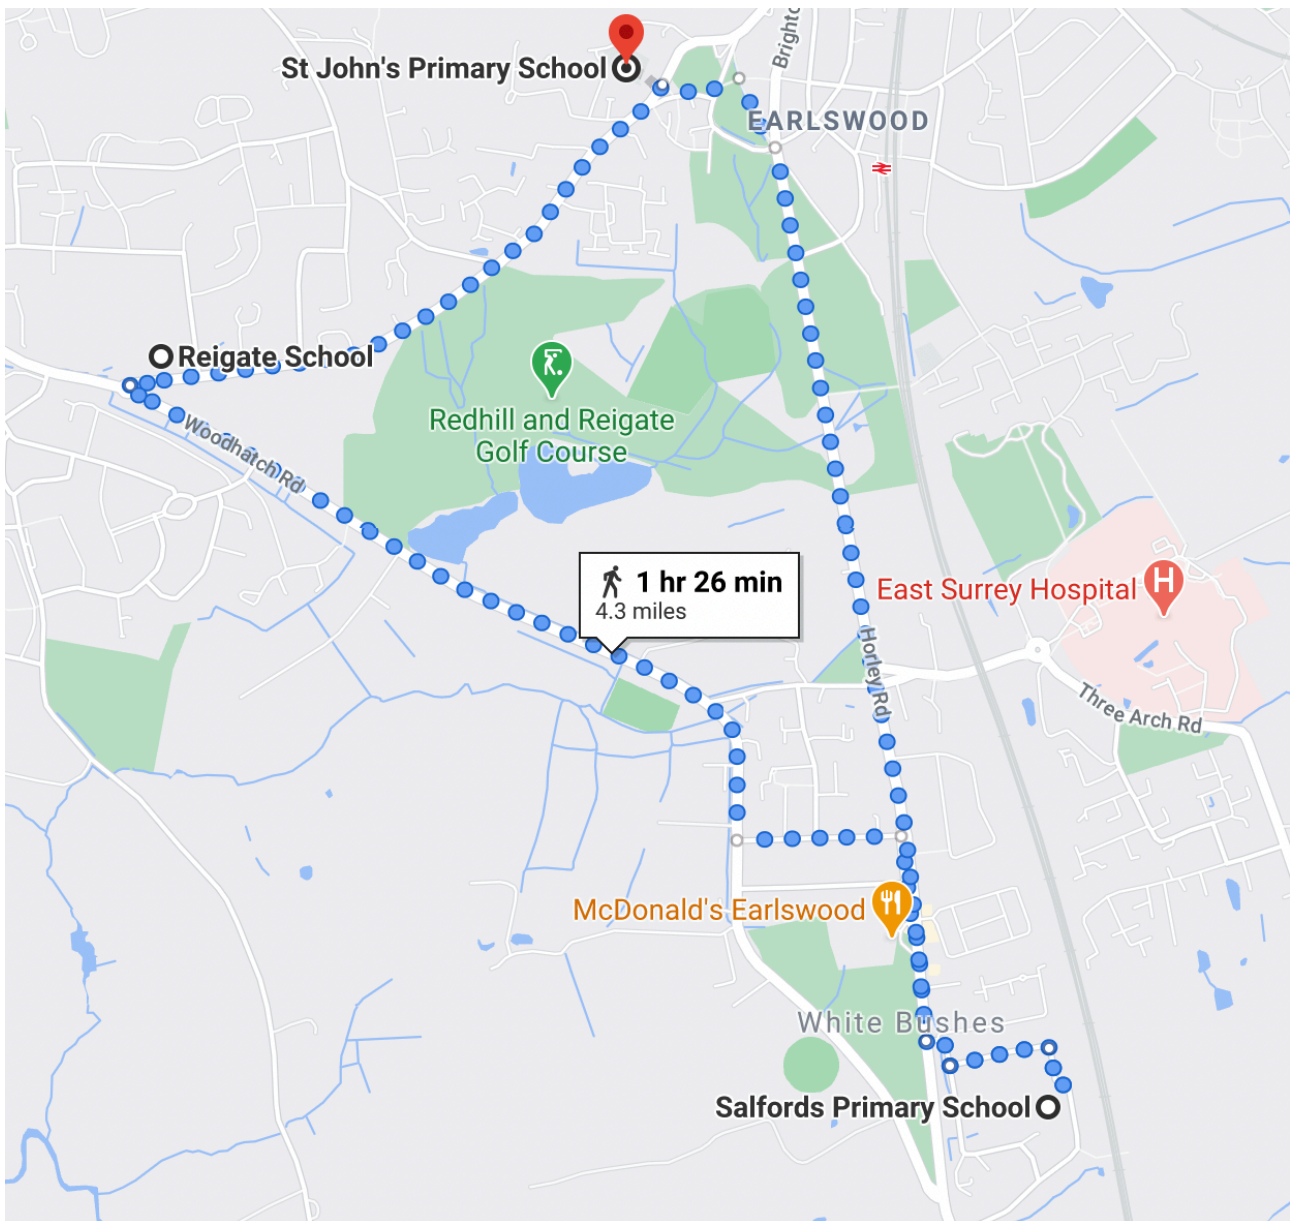 Brighto
St John's Primary School
EARLSWOOD
Reigate School
Woodhatch Rd
Redhill and Reigate
Golf Course
1 hr 26 min
4.3 miles
East Surrey Hospital
H
Horley Rd
Three Arch Rd
McDonald's Earlswood
White Bushes
Salfords Primary School